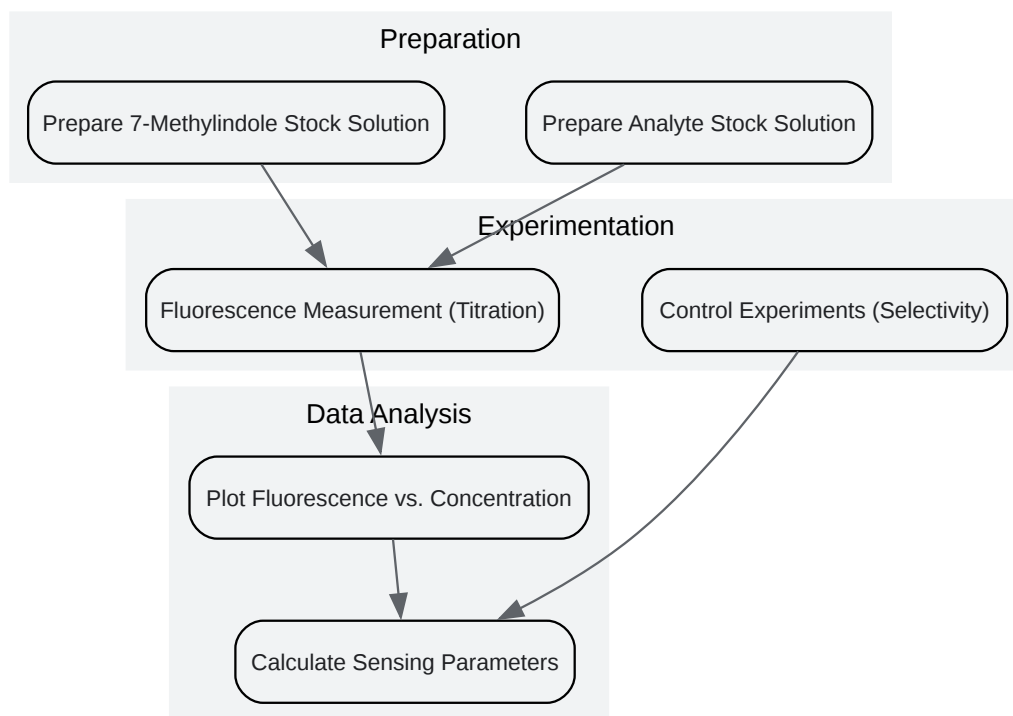 Preparation
Prepare 7-Methylindole Stock Solution
Prepare Analyte Stock Solution
Experimentation
Fluorescence Measurement (Titration)
Control Experiments (Selectivity)
Data Analysis
Plot Fluorescence vs. Concentration
Calculate Sensing Parameters